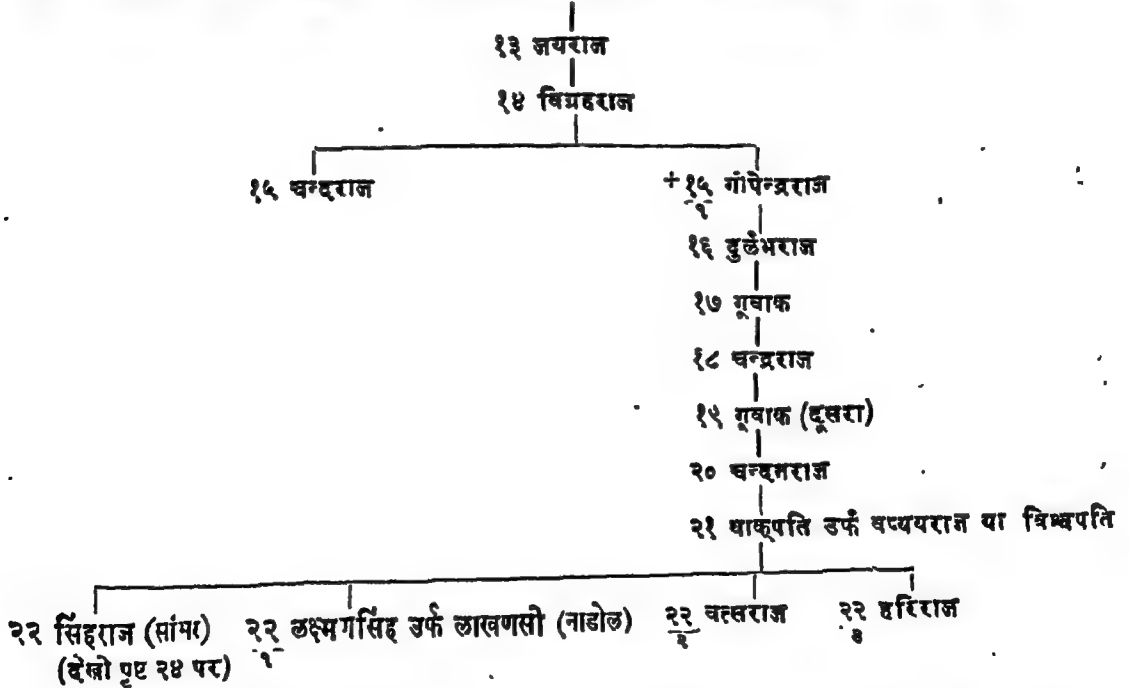 १३ जयराज
१४ विग्रहराज
१५ चन्दराज +१५/१ गोपेन्द्रराज
१६ दुर्लभराज
१७ गूवाक
१८ चन्द्रराज
१९ गूवाक (दूसरा)
२० चन्दनराज
२१ वाक्पति उर्फ वप्पयराज या विन्ध्यपति
२२ सिंहराज (सांभर) २२/१ लक्ष्मणसिंह उर्फ लाखणसी (नाडोल) २२/२ वत्सराज २२/३ हरिराज
(देखो पृष्ट २४ पर)